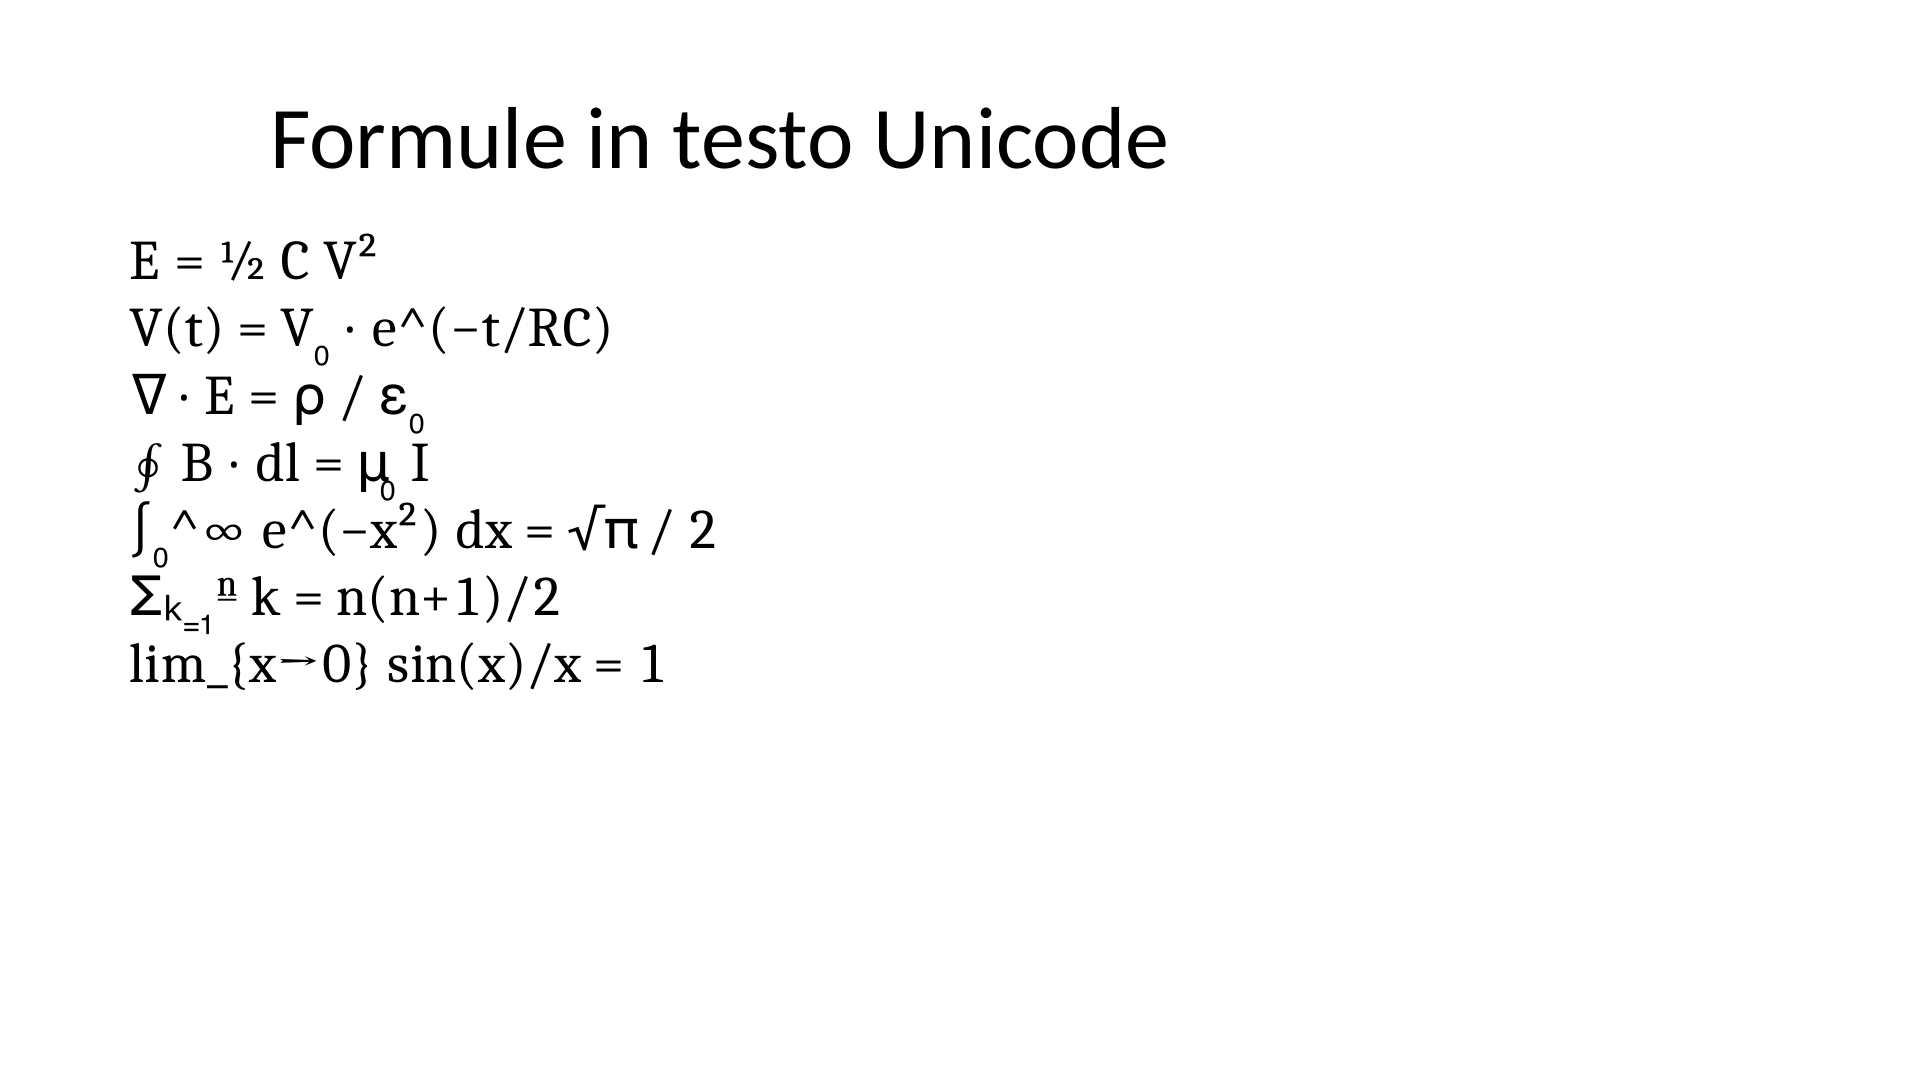 Formule in testo Unicode
E = ½ C V²
V(t) = V₀ · e^(−t/RC)
∇ · E = ρ / ε₀
∮ B · dl = μ₀ I
∫₀^∞ e^(−x²) dx = √π / 2
Σₖ₌₁ⁿ k = n(n+1)/2
lim_{x→0} sin(x)/x = 1